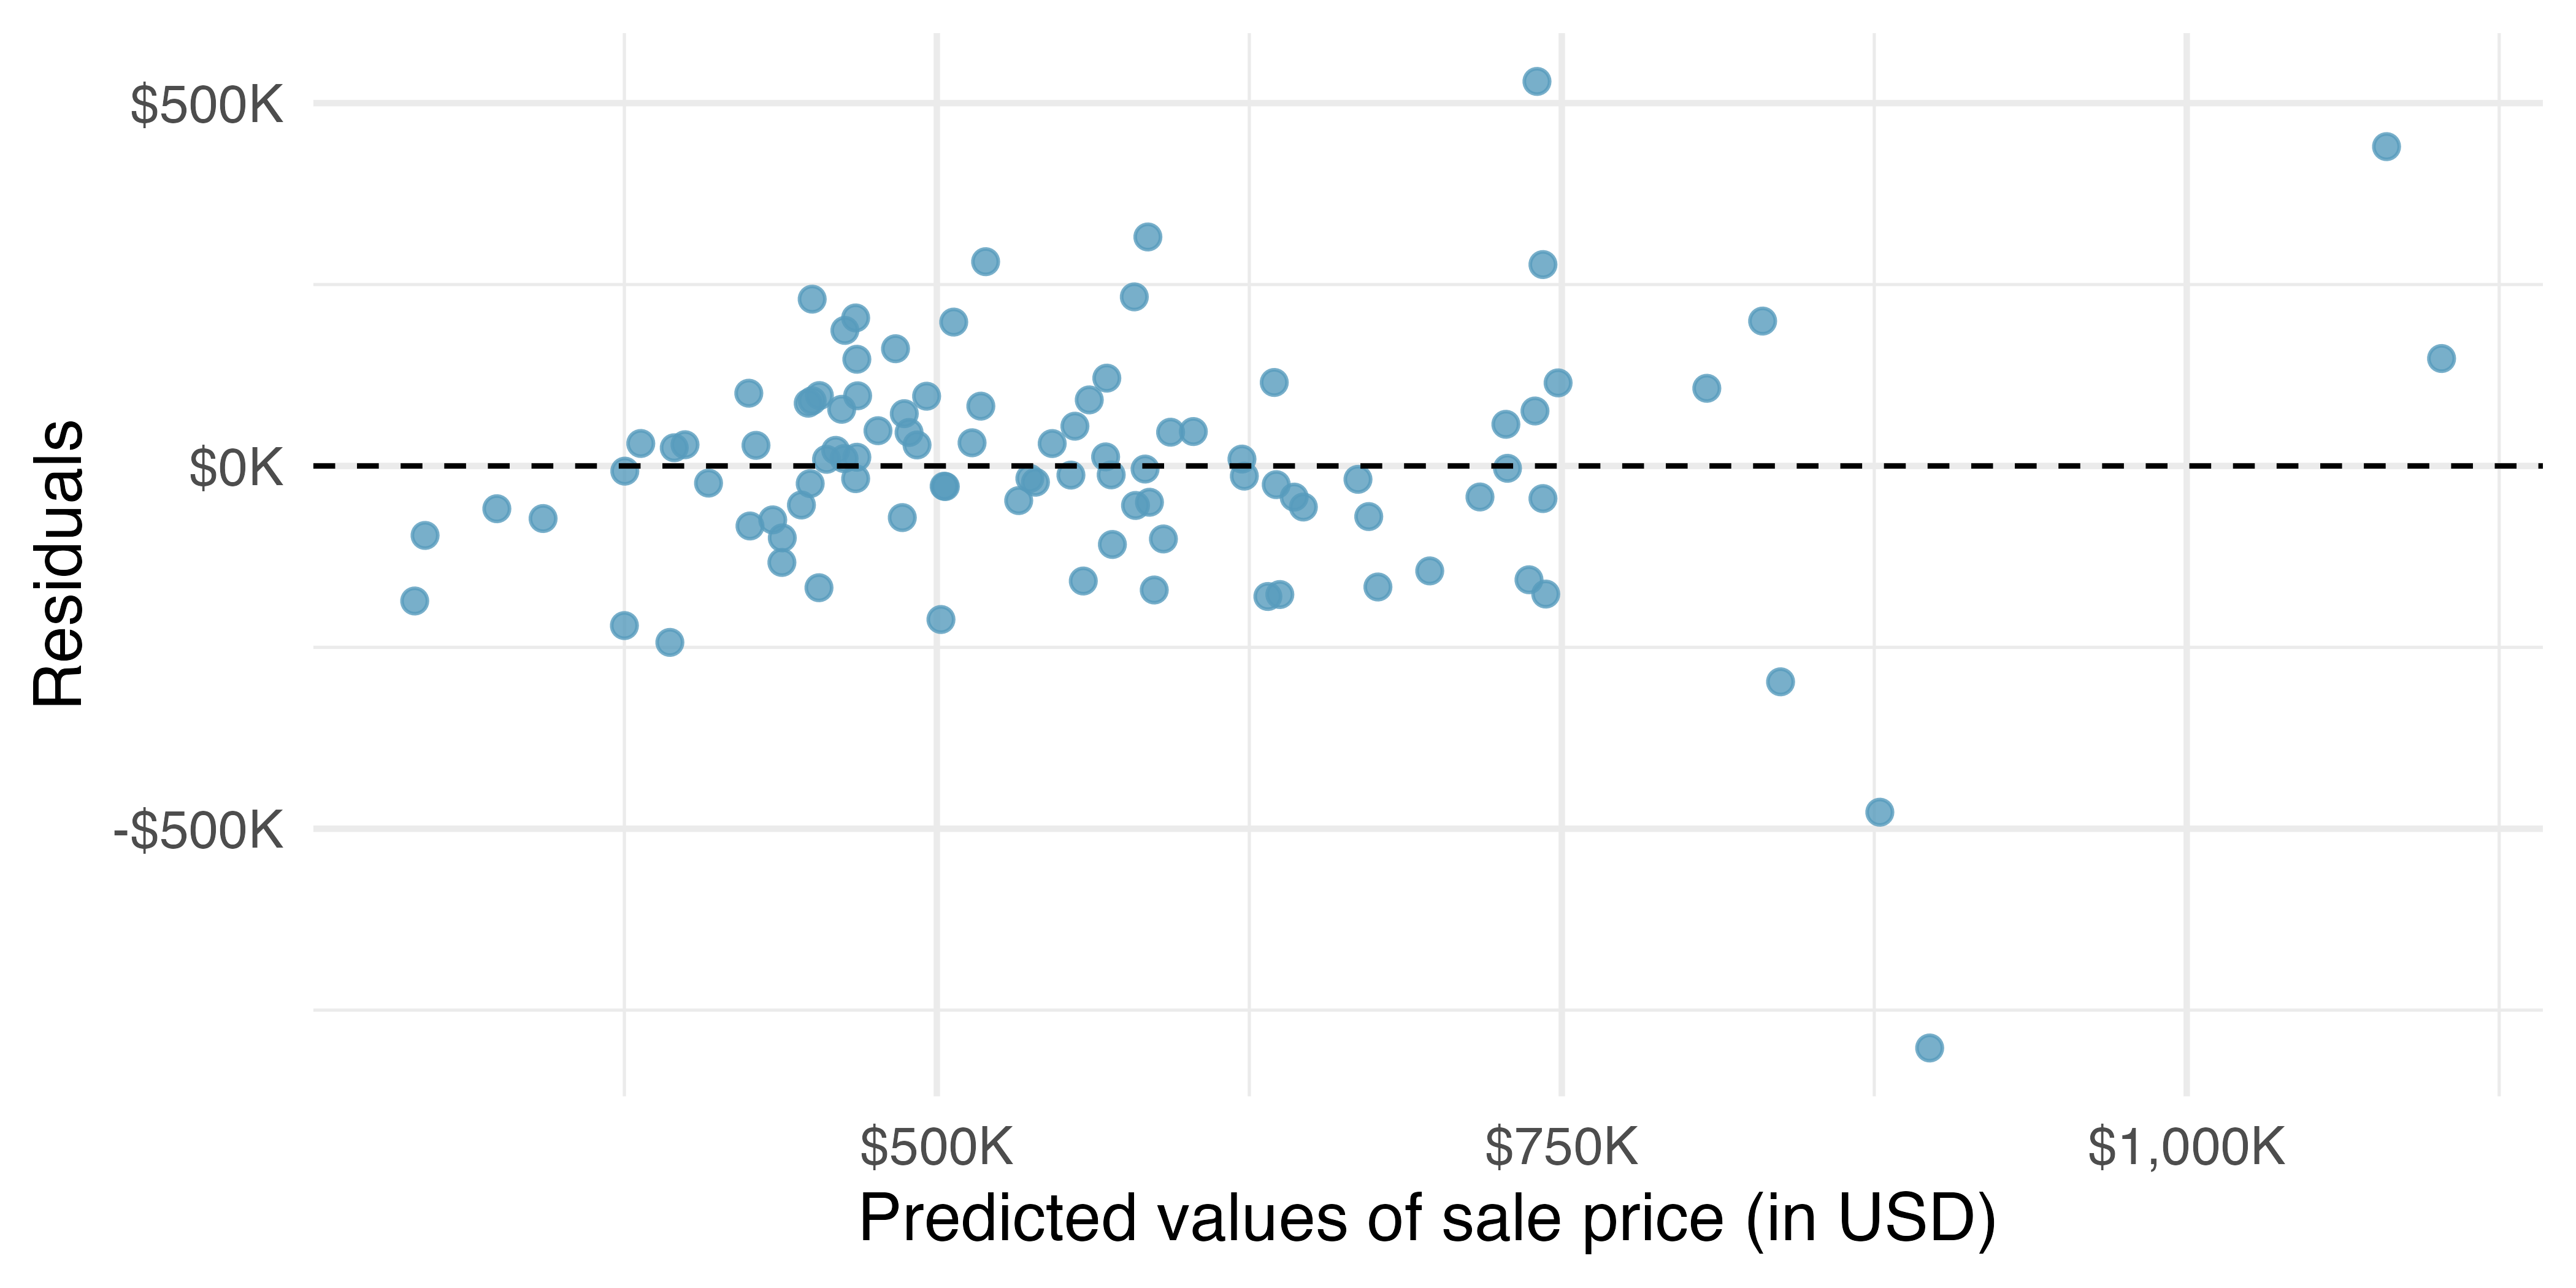 $500K
$0K
-$500K
Residuals
$500K
$750K
$1,000K
Predicted values of sale price (in USD)